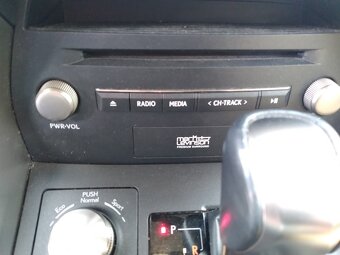 RADIO MEDIA < CH·TRACK >
PWR·VOL
mark
levinson
PREMIUM SURROUND
PUSH
Normal
Eco
Sport
P
R